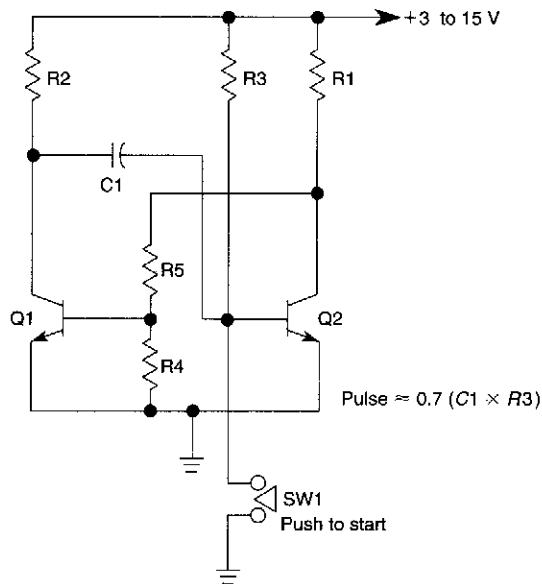 +3 to 15 V
R2
R3
R1
C1
R5
Q1
Q2
R4
Pulse ≈ 0.7 (C1 × R3)
SW1
Push to start